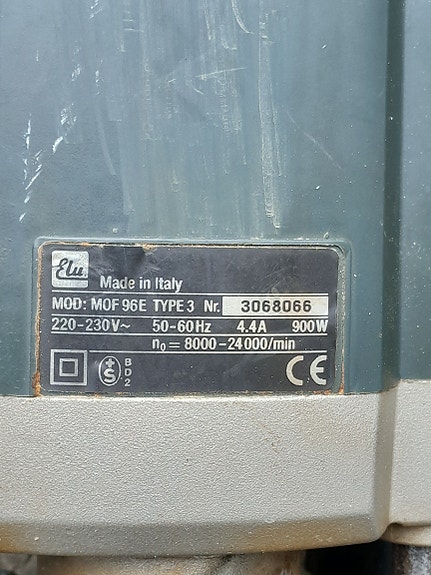 Elu
Made in Italy
MOD: MOF 96E TYPE 3 Nr. 3068066
220-230V~ 50-60Hz 4.4A 900W
n₀ = 8000-24000/min
+S BD2 CE